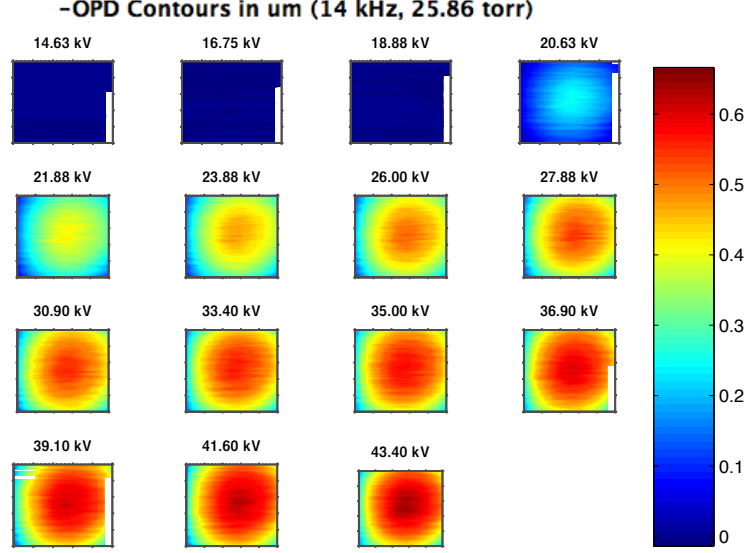 -OPD Contours in um (14 kHz, 25.86 torr)
14.63 kV 16.75 kV 18.88 kV 20.63 kV
21.88 kV 23.88 kV 26.00 kV 27.88 kV
30.90 kV 33.40 kV 35.00 kV 36.90 kV
39.10 kV 41.60 kV 43.40 kV
0.6
0.5
0.4
0.3
0.2
0.1
0